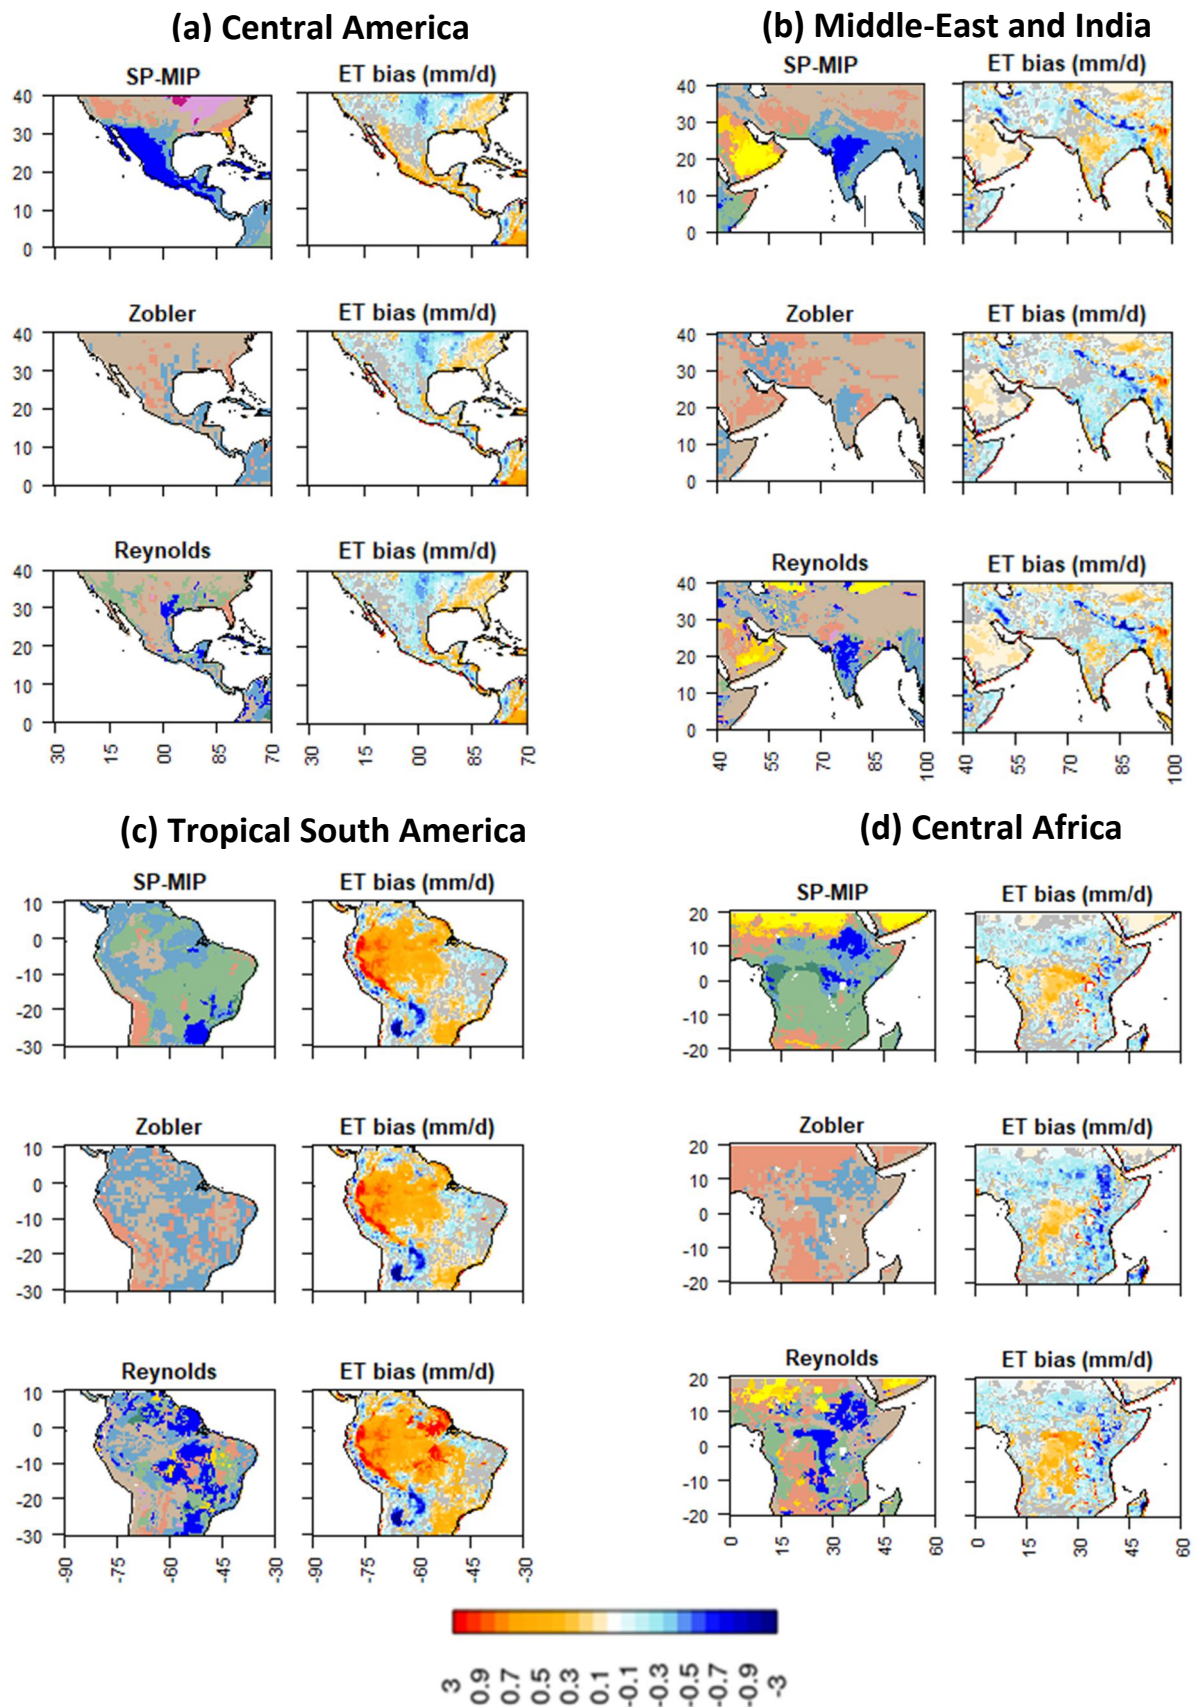 (a) Central America
(b) Middle-East and India
SP-MIP
ET bias (mm/d)
SP-MIP
ET bias (mm/d)
40
30
20
10
0
40
30
20
10
0
Zobler
ET bias (mm/d)
Zobler
ET bias (mm/d)
40
30
20
10
0
40
30
20
10
0
Reynolds
ET bias (mm/d)
Reynolds
ET bias (mm/d)
40
30
20
10
0
40
30
20
10
0
30 15 00 85 70
30 15 00 85 70
40 55 70 85 100
40 55 70 85 100
(c) Tropical South America
(d) Central Africa
SP-MIP
ET bias (mm/d)
SP-MIP
ET bias (mm/d)
10
0
-10
-20
-30
20
10
0
-10
-20
Zobler
ET bias (mm/d)
Zobler
ET bias (mm/d)
10
0
-10
-20
-30
20
10
0
-10
-20
Reynolds
ET bias (mm/d)
Reynolds
ET bias (mm/d)
10
0
-10
-20
-30
20
10
0
-10
-20
-90 -75 -60 -45 -30
-75 -60 -45 -30
0 15 30 45 60
0 15 30 45 60
3 0.9 0.7 0.5 0.3 0.1 -0.1 -0.3 -0.5 -0.7 -0.9 -3